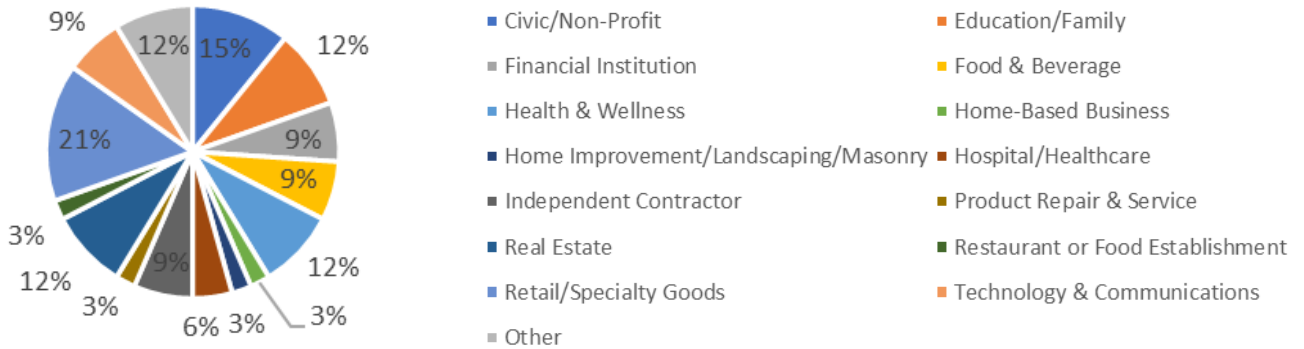 9%
12%
15%
12%
21%
9%
9%
3%
12%
3%
9%
6%
3%
3%
12%
Civic/Non-Profit
Education/Family
Financial Institution
Food & Beverage
Health & Wellness
Home-Based Business
Home Improvement/Landscaping/Masonry
Hospital/Healthcare
Independent Contractor
Product Repair & Service
Real Estate
Restaurant or Food Establishment
Retail/Specialty Goods
Technology & Communications
Other